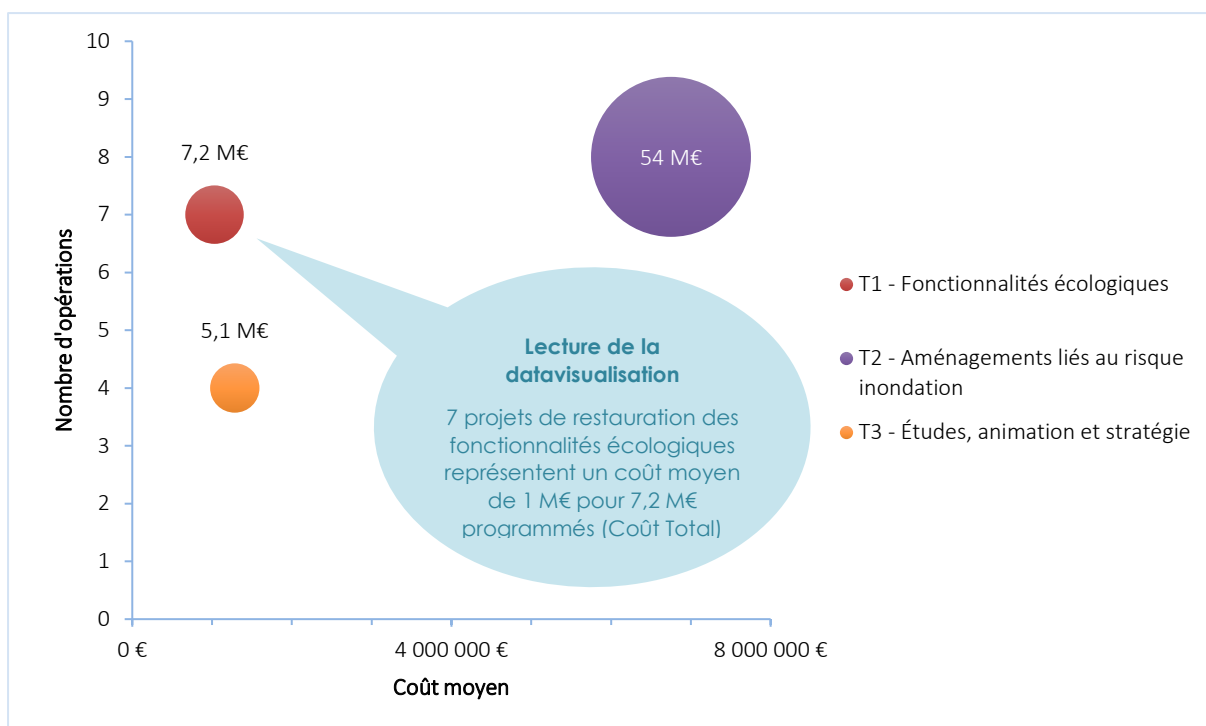 10
9
8
7
6
5
4
3
2
1
0
Nombre d'opérations
7,2 M€
54 M€
5,1 M€
Lecture de la
datavisualisation
7 projets de restauration des
fonctionnalités écologiques
représentent un coût moyen
de 1 M€ pour 7,2 M€
programmés (Coût Total)
0 €
4 000 000 €
8 000 000 €
Coût moyen
T1 - Fonctionnalités écologiques
T2 - Aménagements liés au risque
inondation
T3 - Études, animation et stratégie